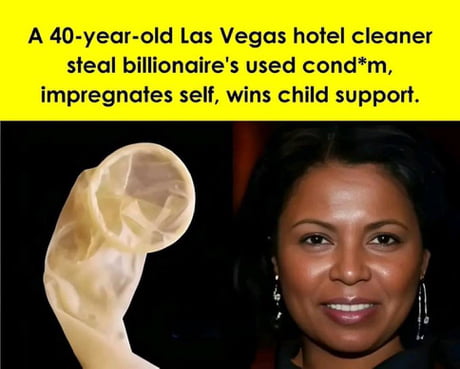 A 40-year-old Las Vegas hotel cleaner
steal billionaire's used cond*m,
impregnates self, wins child support.